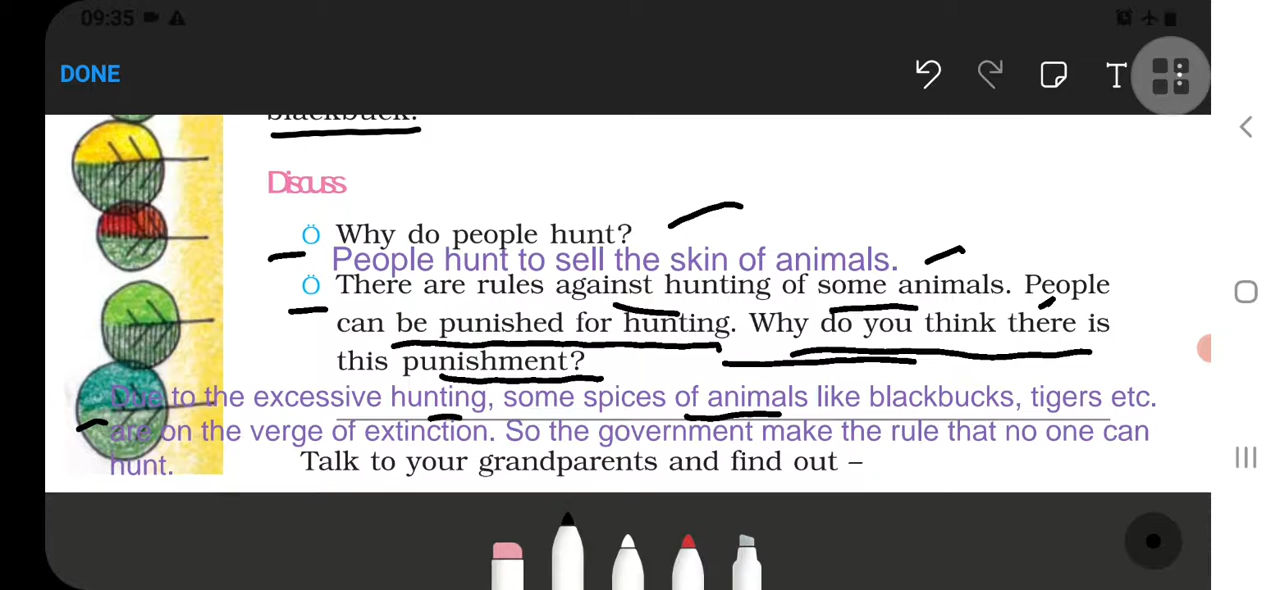 09:35
DONE
T
blackbuck.
Discuss
Ö Why do people hunt?
People hunt to sell the skin of animals.
Ö There are rules against hunting of some animals. People
can be punished for hunting. Why do you think there is
this punishment?
Due to the excessive hunting, some spices of animals like blackbucks, tigers etc.
are on the verge of extinction. So the government make the rule that no one can
hunt.
Talk to your grandparents and find out –